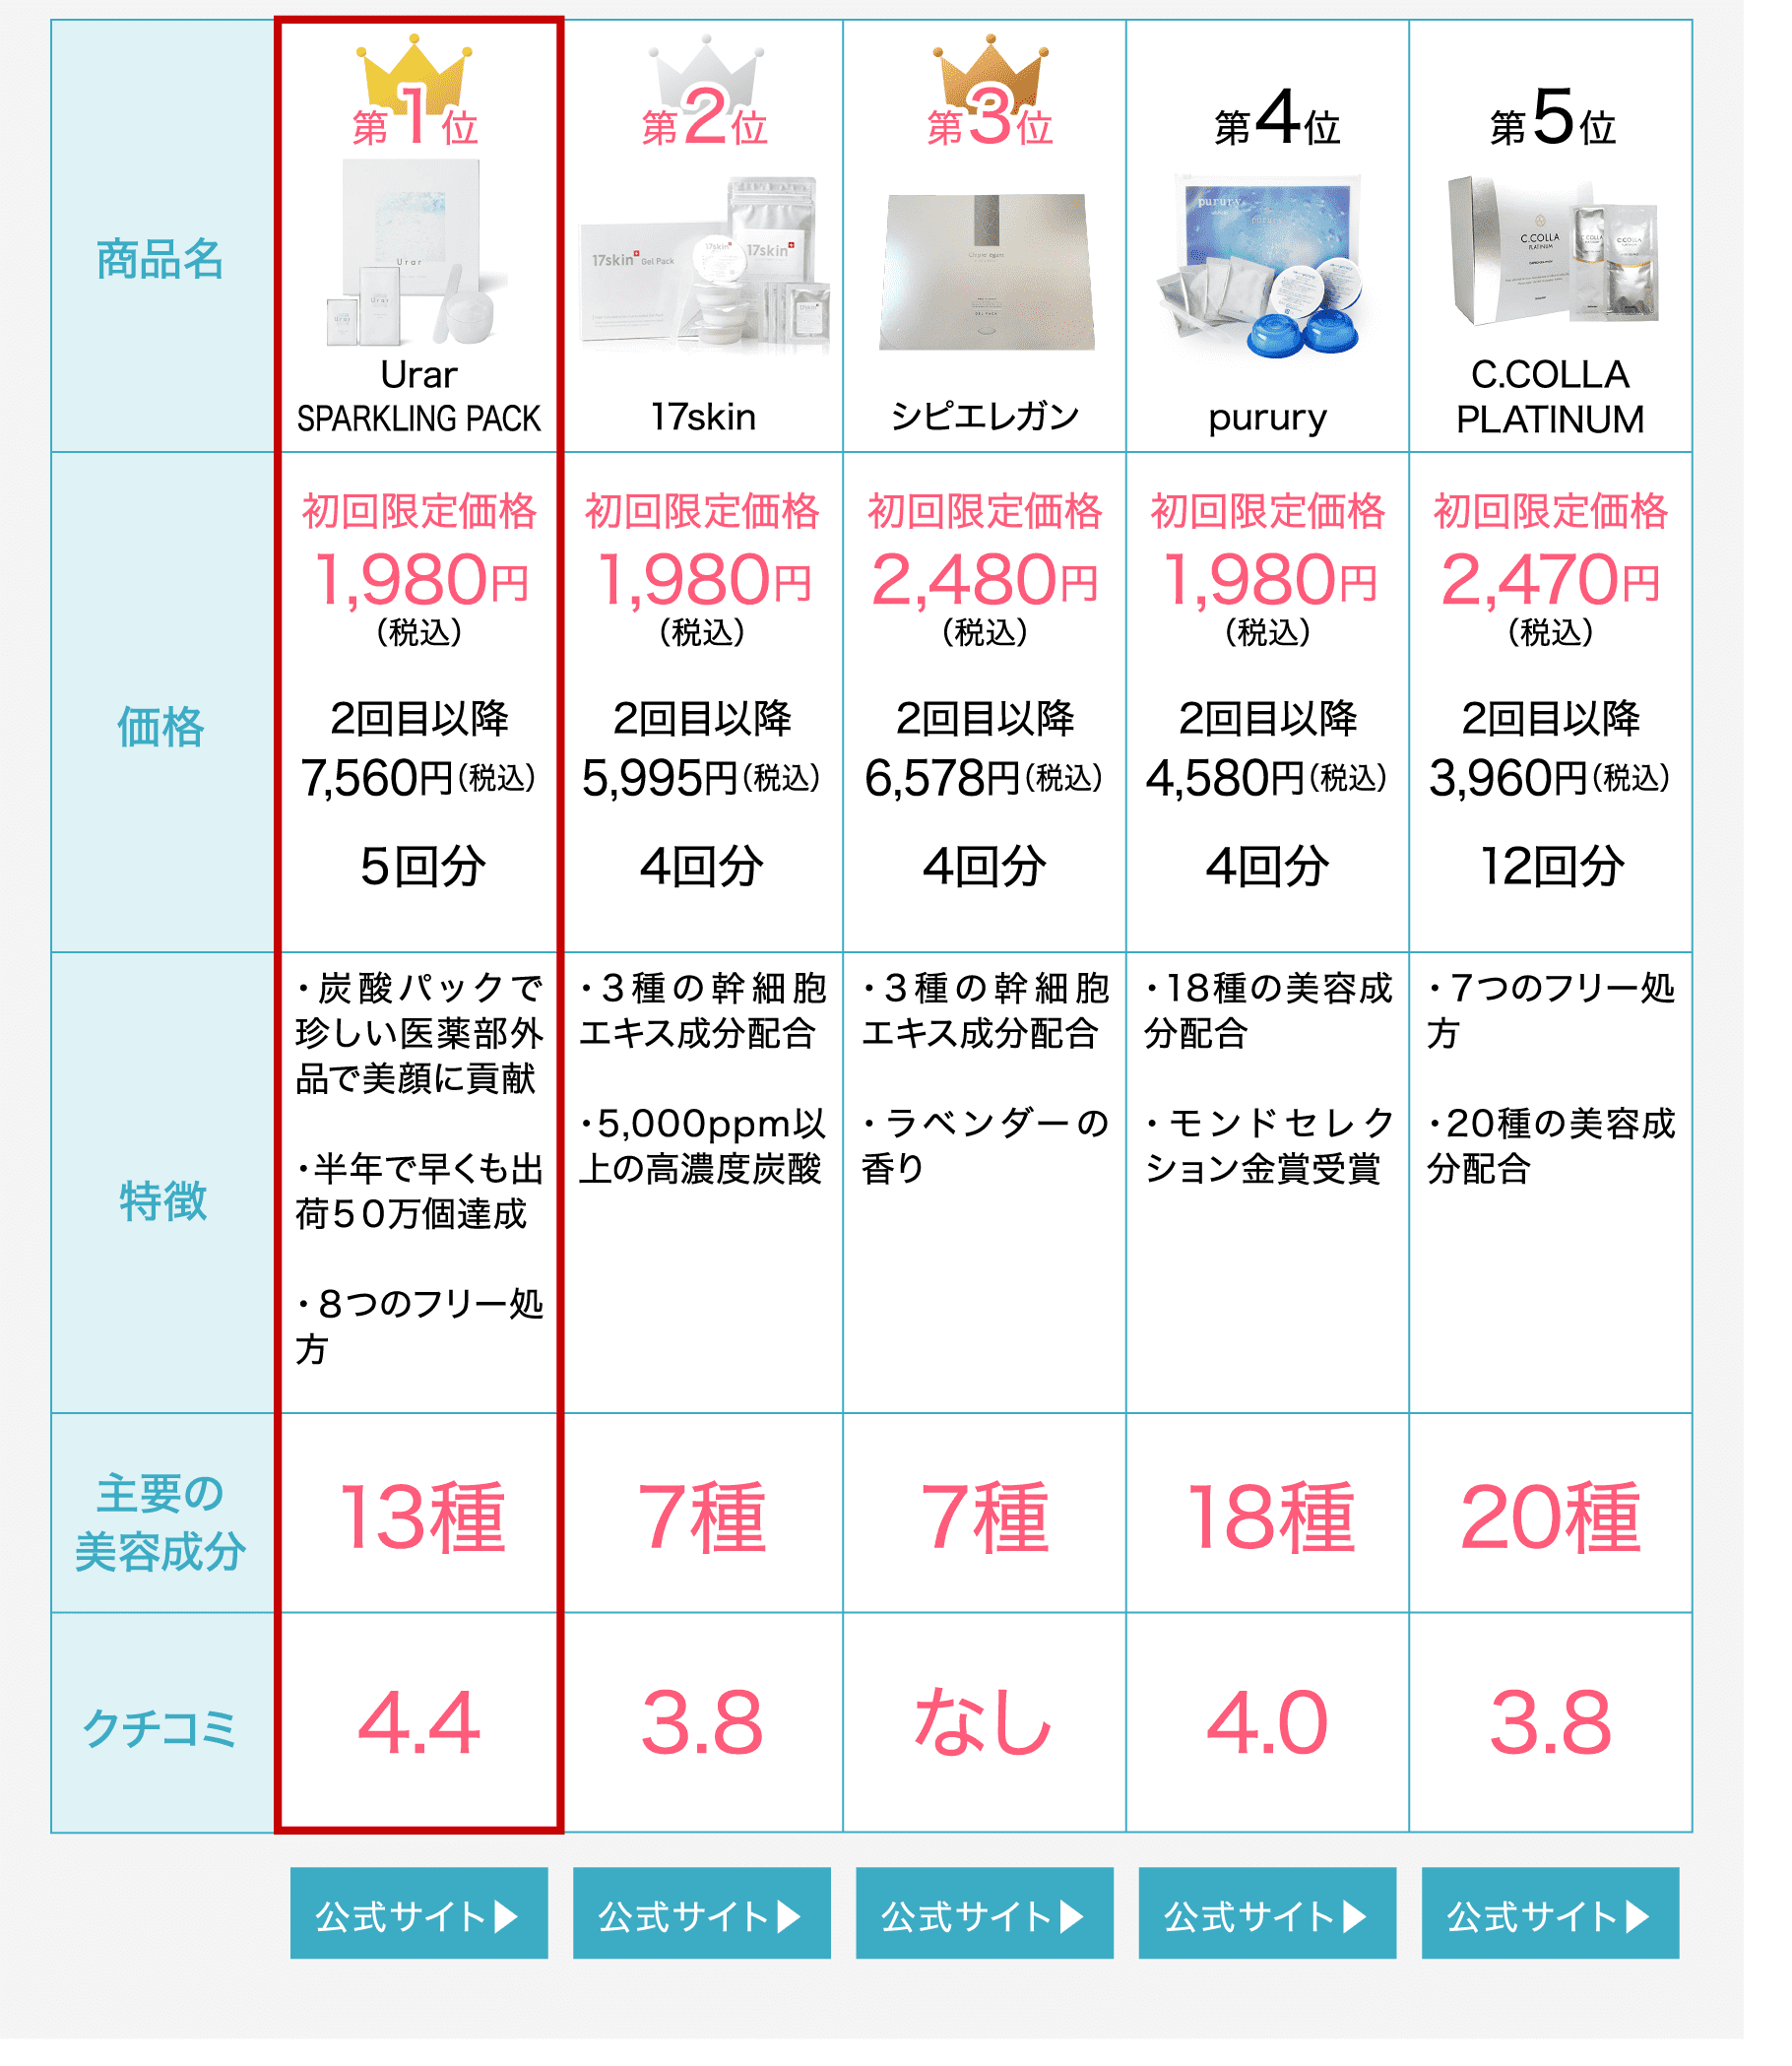 商品名
第1位
Urar
SPARKLING PACK
第2位
17skin
第3位
シピエレガン
第4位
purury
第5位
C.COLLA
PLATINUM
価格
初回限定価格
1,980円
(税込)
2回目以降
7,560円(税込)
5回分
初回限定価格
1,980円
(税込)
2回目以降
5,995円(税込)
4回分
初回限定価格
2,480円
(税込)
2回目以降
6,578円(税込)
4回分
初回限定価格
1,980円
(税込)
2回目以降
4,580円(税込)
4回分
初回限定価格
2,470円
(税込)
2回目以降
3,960円(税込)
12回分
特徴
・炭酸パックで
珍しい医薬部外
品で美顔に貢献
・半年で早くも出
荷50万個達成
・8つのフリー処
方
・3種の幹細胞
エキス成分配合
・5,000ppm以
上の高濃度炭酸
・3種の幹細胞
エキス成分配合
・ラベンダーの
香り
・18種の美容成
分配合
・モンドセレク
ション金賞受賞
・7つのフリー処
方
・20種の美容成
分配合
主要の
美容成分
13種
7種
7種
18種
20種
クチコミ
4.4
3.8
なし
4.0
3.8
公式サイト▶
公式サイト▶
公式サイト▶
公式サイト▶
公式サイト▶